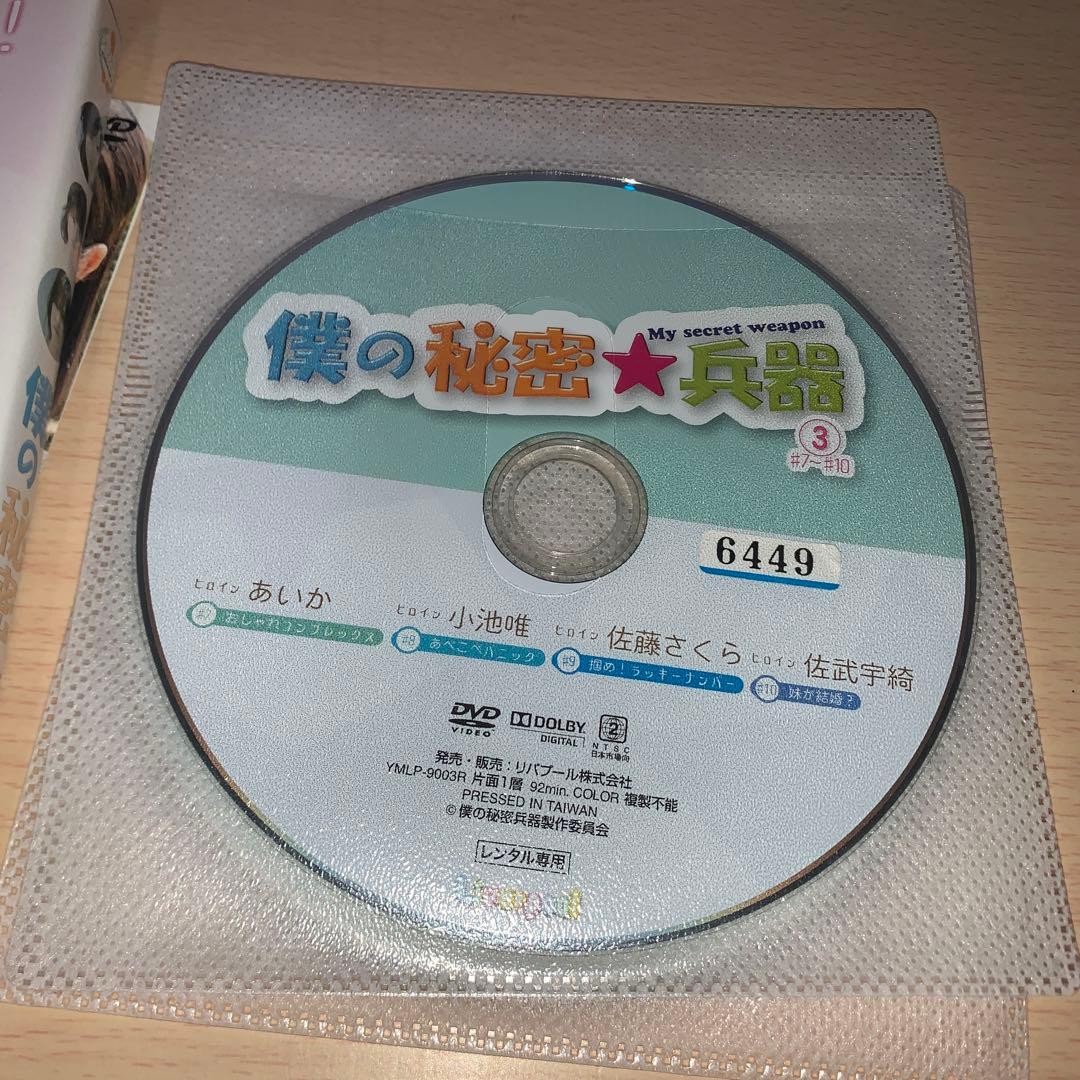 僕の秘密★兵器
My secret weapon
3
#7〜#10
6449
ヒロイン あいか
#7 おしゃれコンプレックス
ヒロイン 小池唯
#8 あべこべパニック
ヒロイン 佐藤さくら
#9 掴め!ラッキーナンバー
ヒロイン 佐武宇綺
#10 妹が結婚?
DVD
VIDEO
DOLBY
DIGITAL
2
NTSC
日本市場向
発売・販売:リバプール株式会社
YMLP-9003R 片面1層 92min. COLOR 複製不能
PRESSED IN TAIWAN
© 僕の秘密兵器製作委員会
レンタル専用
僕の